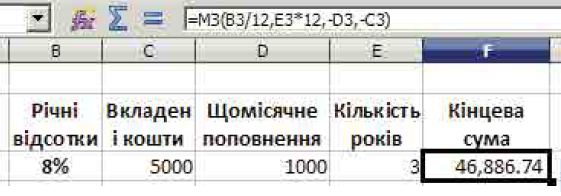 =МЗ(B3/12,E3*12,-D3,-C3)
B C D E F
Річні Вкладен Щомісячне Кількість Кінцева
відсотки і кошти поповнення років сума
8% 5000 1000 3 46,886.74